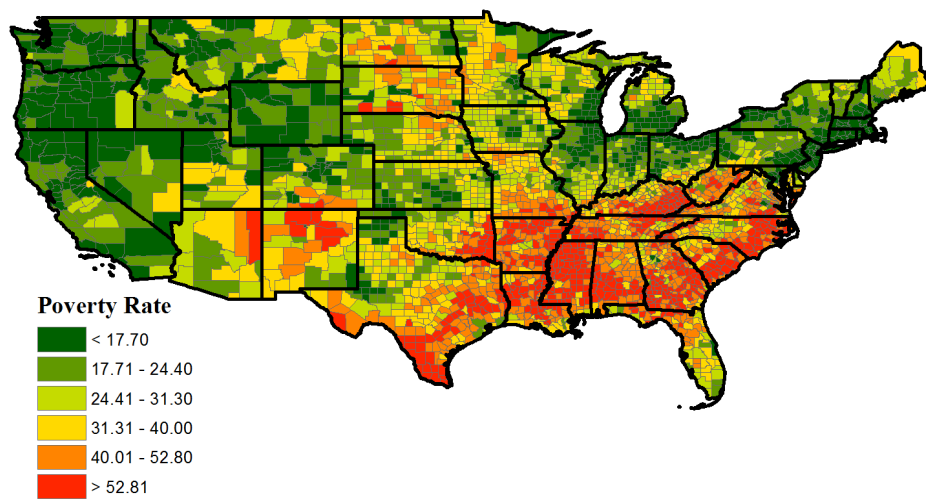 Poverty Rate
< 17.70
17.71 - 24.40
24.41 - 31.30
31.31 - 40.00
40.01 - 52.80
> 52.81